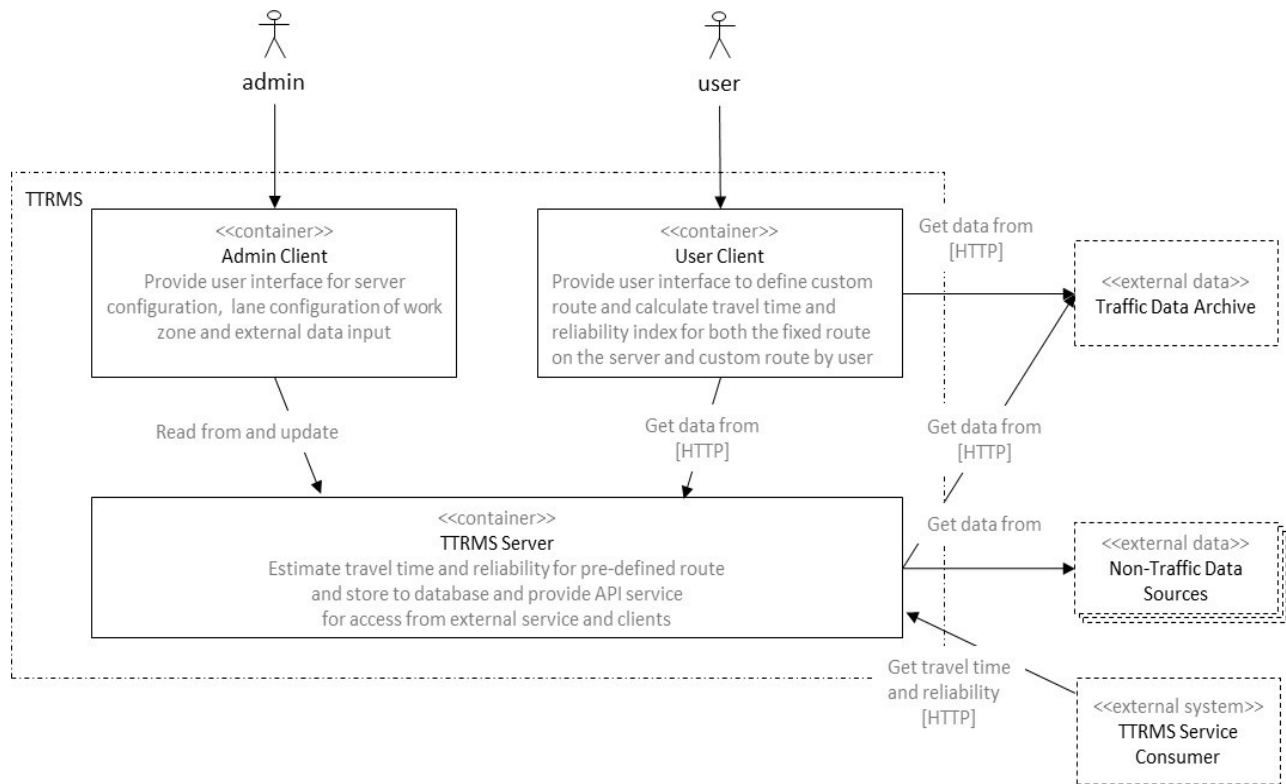 admin
user
TTRMS
<<container>>
Admin Client
Provide user interface for server
configuration, lane configuration of work
zone and external data input
<<container>>
User Client
Provide user interface to define custom
route and calculate travel time and
reliability index for both the fixed route
on the server and custom route by user
Get data from
[HTTP]
<<external data>>
Traffic Data Archive
Read from and update
Get data from
[HTTP]
Get data from
[HTTP]
<<container>>
TTRMS Server
Estimate travel time and reliability for pre-defined route
and store to database and provide API service
for access from external service and clients
Get data from
<<external data>>
Non-Traffic Data
Sources
Get travel time
and reliability
[HTTP]
<<external system>>
TTRMS Service
Consumer